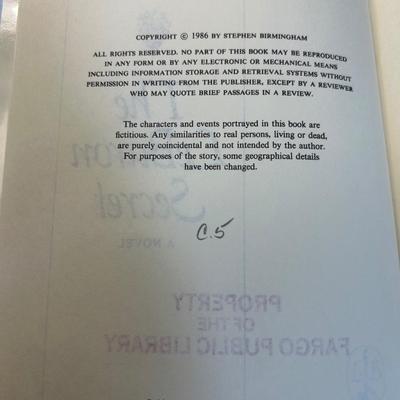 COPYRIGHT © 1986 BY STEPHEN BIRMINGHAM
ALL RIGHTS RESERVED. NO PART OF THIS BOOK MAY BE REPRODUCED
IN ANY FORM OR BY ANY ELECTRONIC OR MECHANICAL MEANS
INCLUDING INFORMATION STORAGE AND RETRIEVAL SYSTEMS WITHOUT
PERMISSION IN WRITING FROM THE PUBLISHER, EXCEPT BY A REVIEWER
WHO MAY QUOTE BRIEF PASSAGES IN A REVIEW.
The characters and events portrayed in this book are
fictitious. Any similarities to real persons, living or dead,
are purely coincidental and not intended by the author.
For purposes of the story, some geographical details
have been changed.
The
Secret
C.5
A NOVEL
PROPERTY
OF THE
FARGO PUBLIC LIBRARY